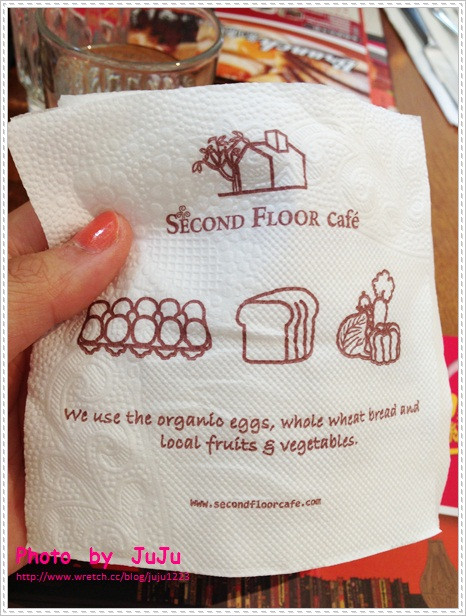 Brunch
SECOND FLOOR café
We use the organic eggs, whole wheat bread and
local fruits & vegetables.
www.secondfloorcafe.com
Photo by JuJu
http://www.wretch.cc/blog/juju1223